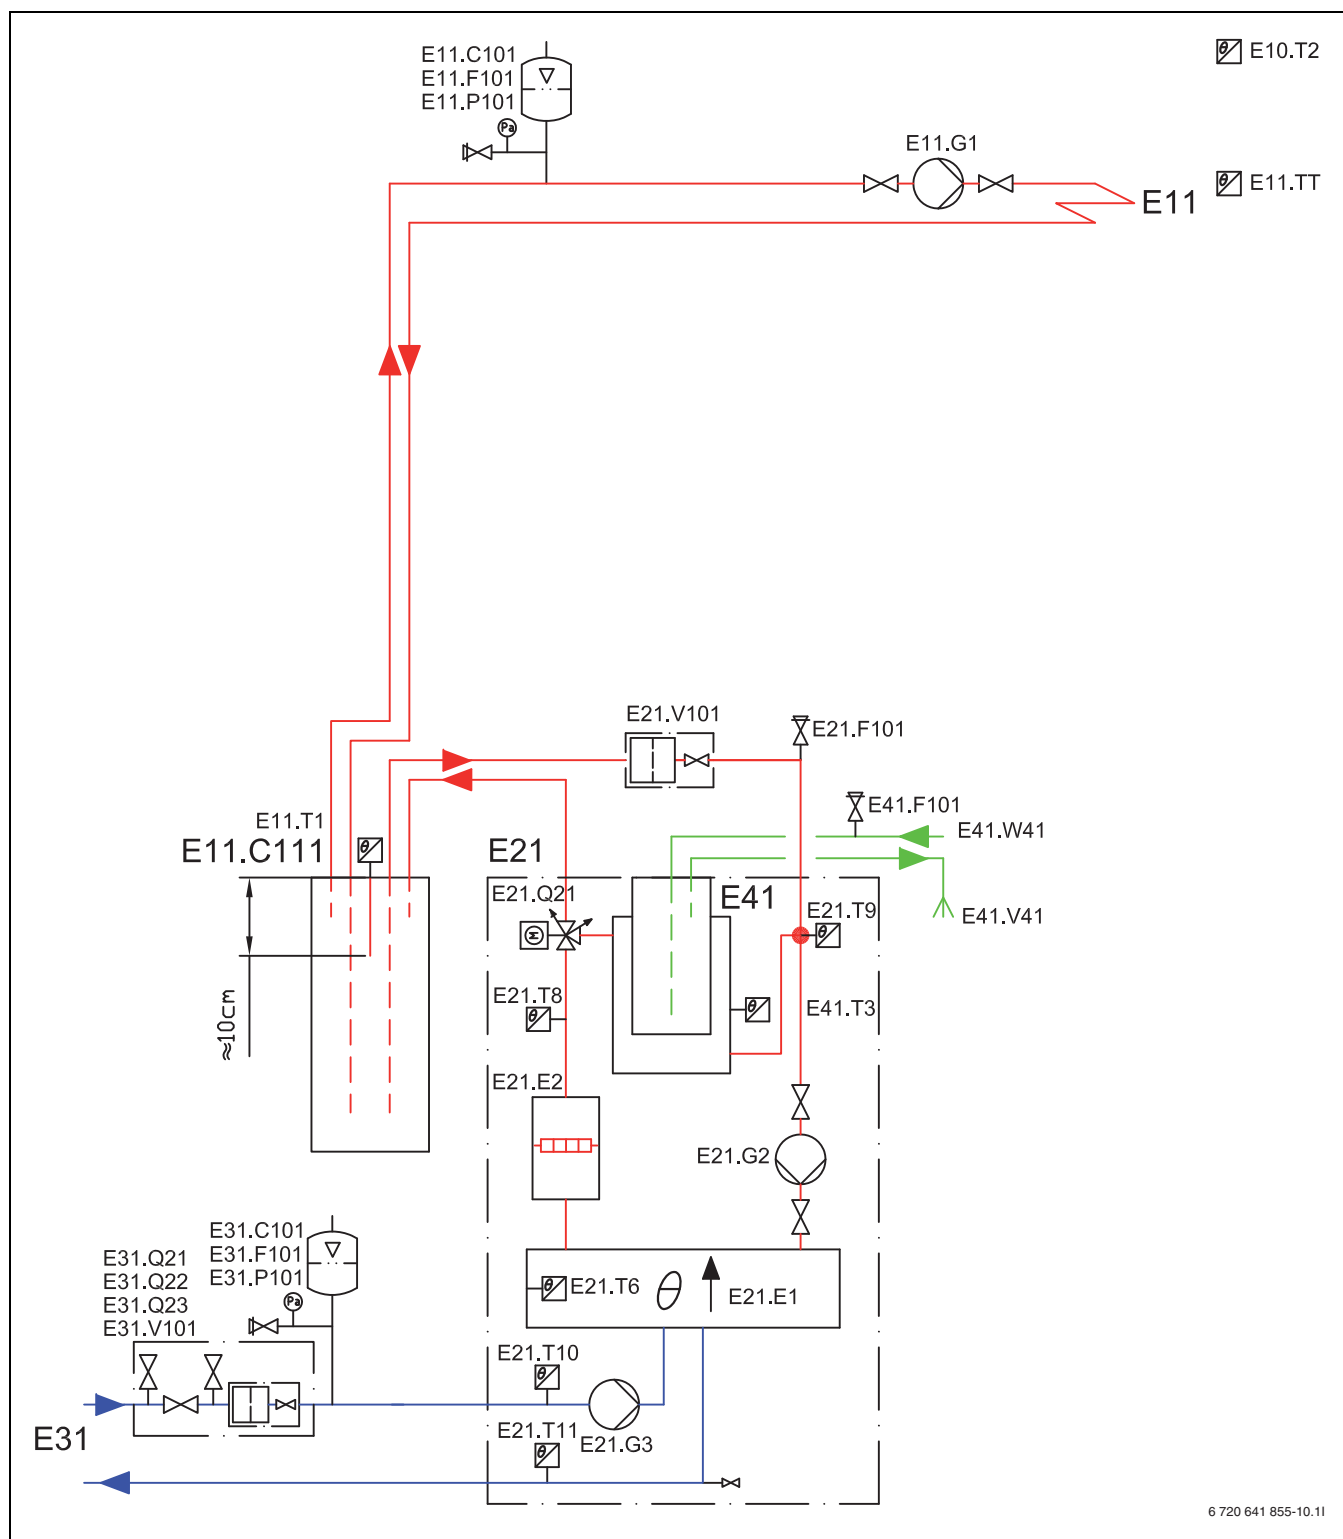 E11.C101
E11.F101
E11.P101
Pa
E10.T2
E11.G1
E11.TT
E11
E21.V101
E21.F101
E11.T1
E11.C111
E41.F101
E41.W41
E21
E21.Q21
E41
E21.T9
E41.V41
M
E21.T8
E41.T3
≈10cm
E21.E2
E21.G2
E31.C101
E31.F101
E31.P101
Pa
E31.Q21
E31.Q22
E31.Q23
E31.V101
E21.T6
E21.E1
E21.T10
E21.T11
E21.G3
E31
6 720 641 855-10.1I